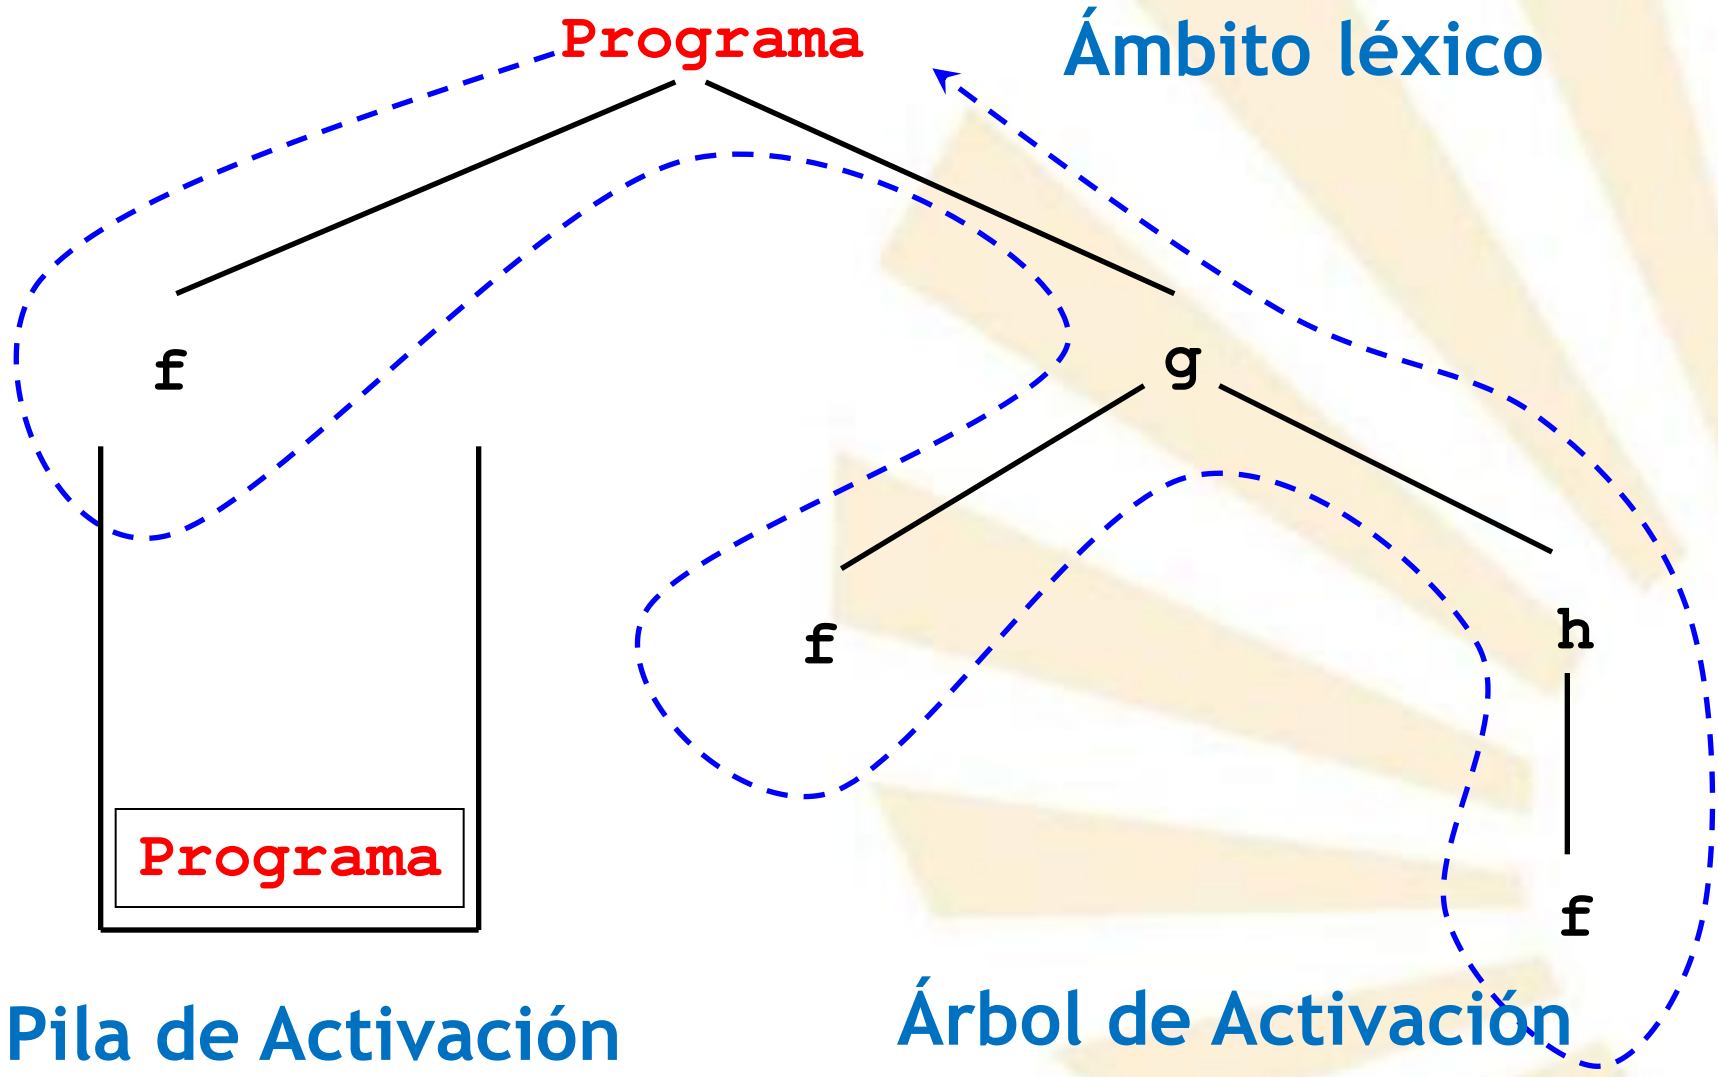 Programa
Ámbito léxico
f
g
f
h
Programa
f
Pila de Activación
Árbol de Activación